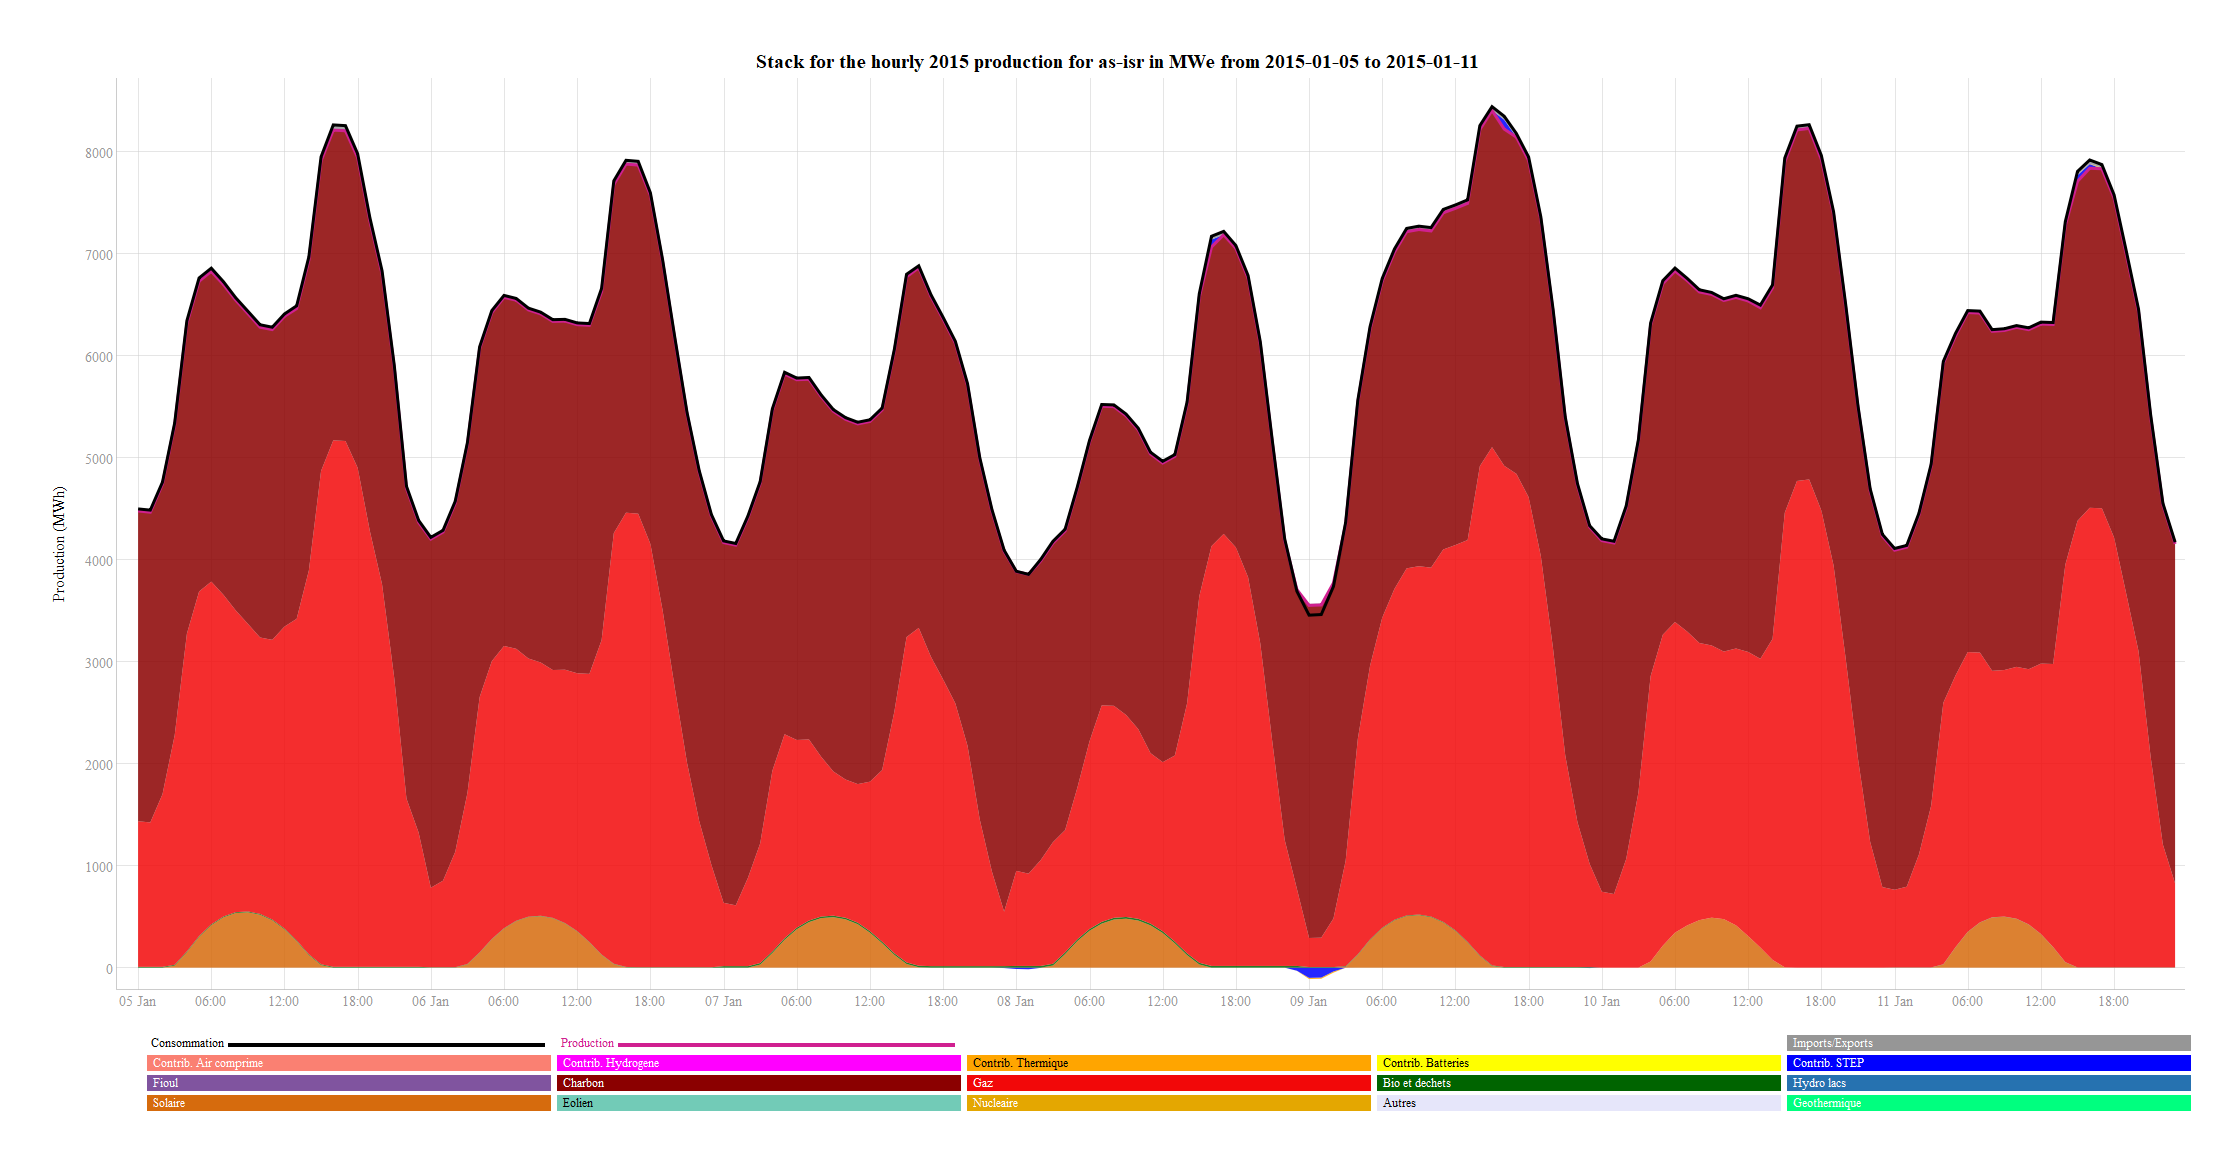 Stack for the hourly 2015 production for as-isr in MWe from 2015-01-05 to 2015-01-11
8000
7000
6000
5000
4000
3000
2000
1000
0
Production (MWh)
05 Jan 06:00 12:00 18:00 06 Jan 06:00 12:00 18:00 07 Jan 06:00 12:00 18:00 08 Jan 06:00 12:00 18:00 09 Jan 06:00 12:00 18:00 10 Jan 06:00 12:00 18:00 11 Jan 06:00 12:00 18:00
Consommation Production Imports/Exports
Contrib. Air comprime Contrib. Hydrogene Contrib. Thermique Contrib. Batteries Contrib. STEP
Fioul Charbon Gaz Bio et dechets Hydro lacs
Solaire Eolien Nucleaire Autres Geothermique